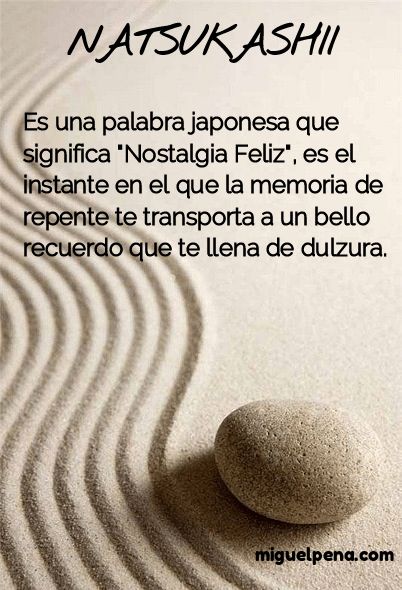 NATSUKASHII
Es una palabra japonesa que
significa "Nostalgia Feliz", es el
instante en el que la memoria de
repente te transporta a un bello
recuerdo que te llena de dulzura.
miguelpena.com